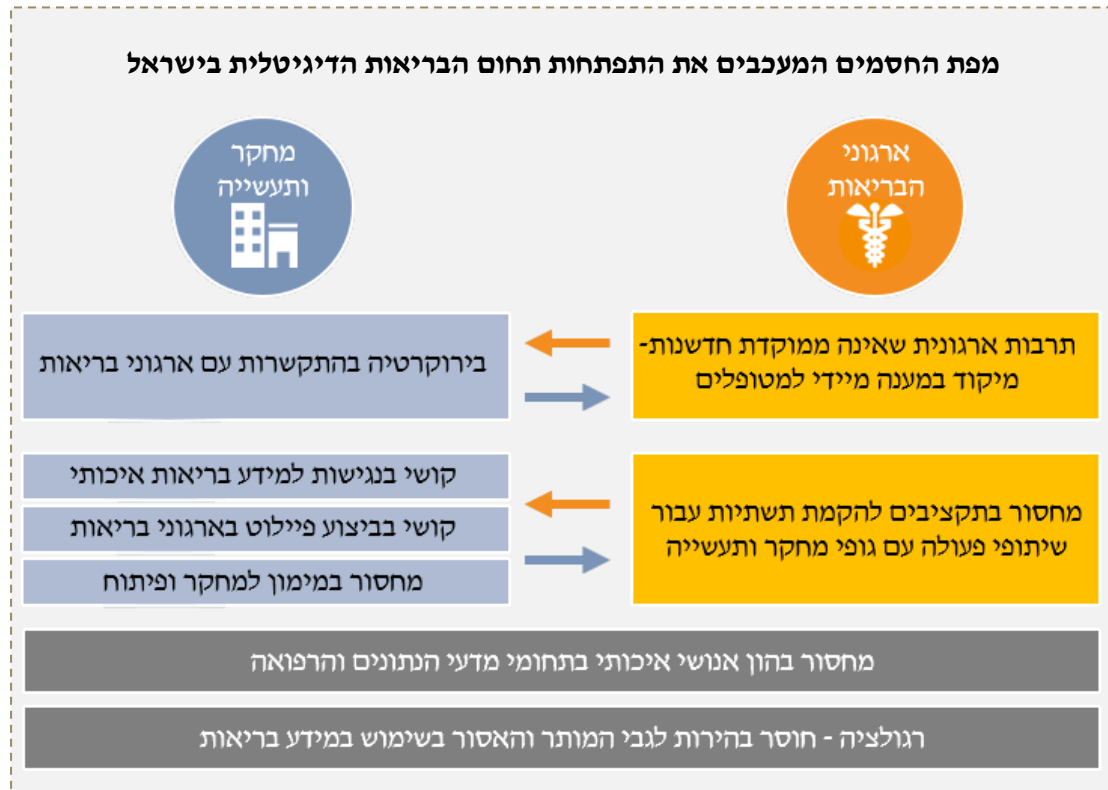 מפת החסמים המעכבים את התפתחות תחום הבריאות הדיגיטלית בישראל
ארגוני
הבריאות
מחקר
ותעשייה
תרבות ארגונית שאינה ממוקדת חדשנות-
מיקוד במענה מיידי למטופלים
בירוקרטיה בהתקשרות עם ארגוני בריאות
מחסור בתקציבים להקמת תשתיות עבור
שיתופי פעולה עם גופי מחקר ותעשייה
קושי בנגישות למידע בריאות איכותי
קושי בביצוע פיילוט בארגוני בריאות
מחסור במימון למחקר ופיתוח
מחסור בהון אנושי איכותי בתחומי מדעי הנתונים והרפואה
רגולציה - חוסר בהירות לגבי המותר והאסור בשימוש במידע בריאות